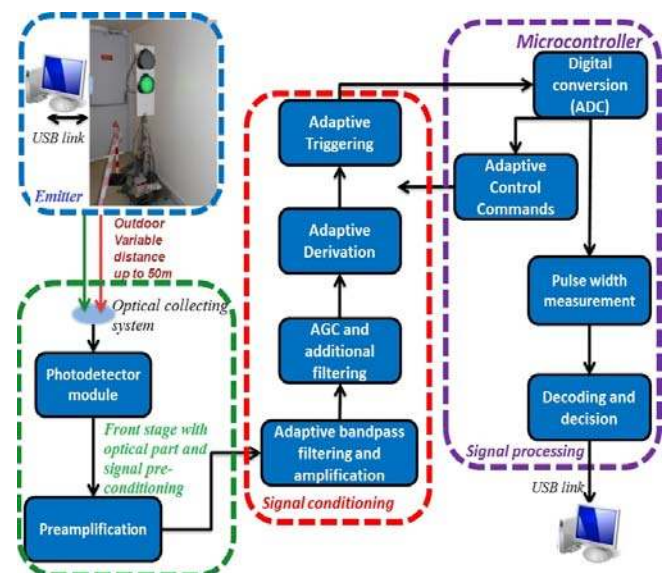 USB link
Emitter
Outdoor
Variable
distance
up to 50m
Optical collecting
system
Photodetector
module
Front stage with
optical part and
signal pre-
conditioning
Preamplification
Adaptive
Triggering
Adaptive
Derivation
AGC and
additional
filtering
Adaptive bandpass
filtering and
amplification
Signal conditioning
Microcontroller
Digital
conversion
(ADC)
Adaptive
Control
Commands
Pulse width
measurement
Decoding and
decision
Signal processing
USB link